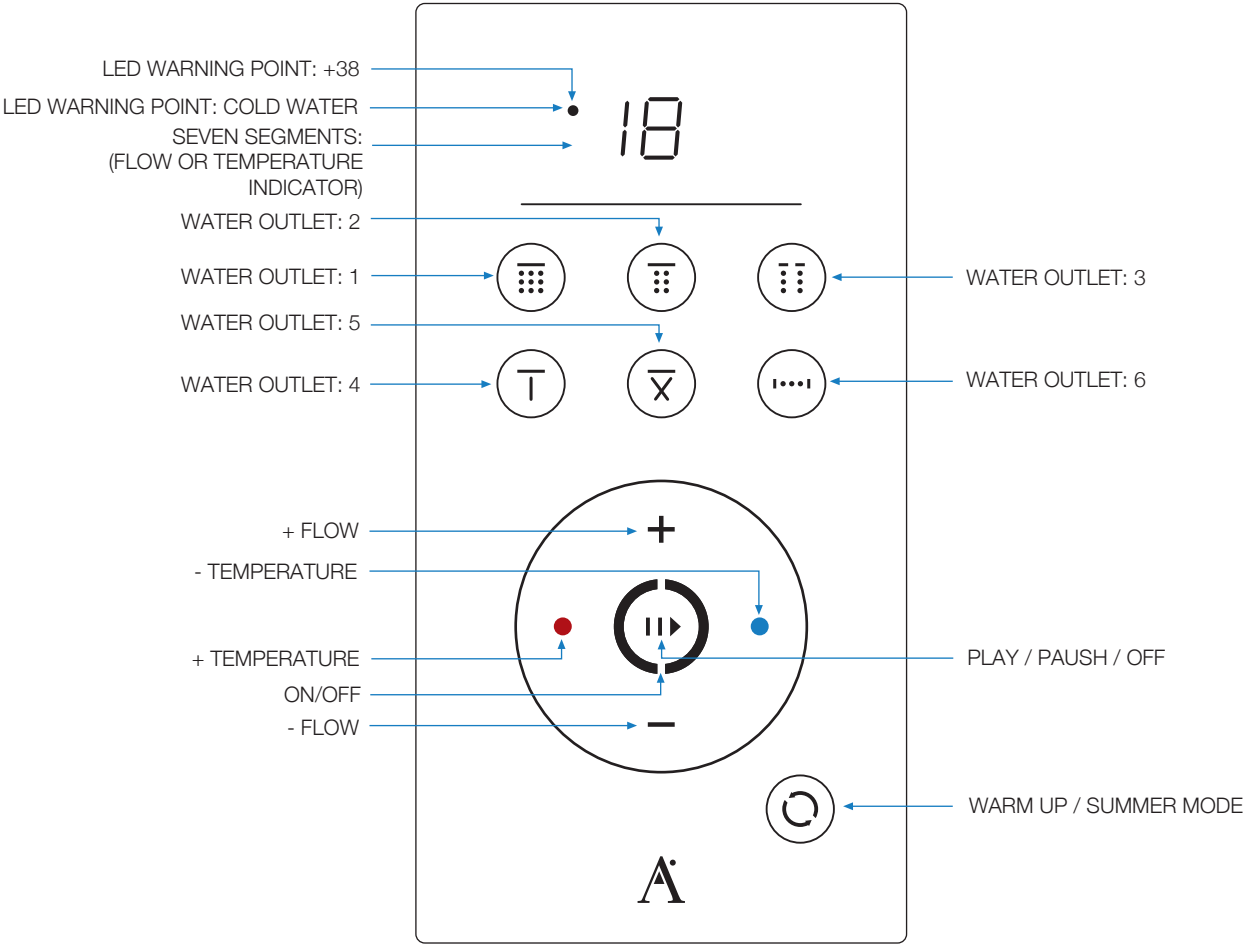 LED WARNING POINT: +38
LED WARNING POINT: COLD WATER
SEVEN SEGMENTS:
(FLOW OR TEMPERATURE
INDICATOR)
18
WATER OUTLET: 2
WATER OUTLET: 1
WATER OUTLET: 3
WATER OUTLET: 5
WATER OUTLET: 4
WATER OUTLET: 6
+ FLOW
- TEMPERATURE
+ TEMPERATURE
PLAY / PAUSH / OFF
ON/OFF
- FLOW
WARM UP / SUMMER MODE